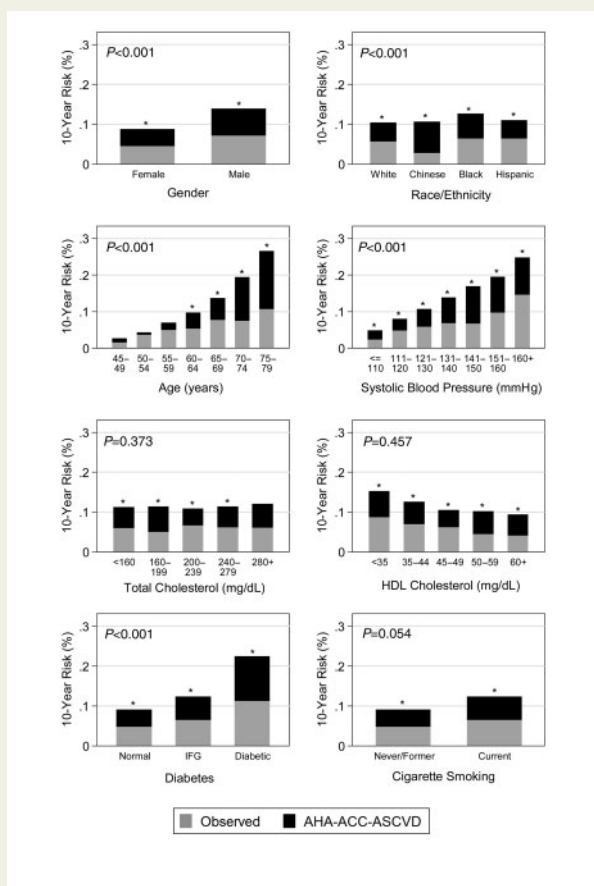 10-Year Risk (%)
.3
.2
.1
0
P<0.001
*
*
Female Male
Gender
10-Year Risk (%)
.3
.2
.1
0
P<0.001
*
*
*
*
White Chinese Black Hispanic
Race/Ethnicity
10-Year Risk (%)
.3
.2
.1
0
P<0.001
*
*
*
*
45– 50– 55– 60– 65– 70– 75–
49 54 59 64 69 74 79
Age (years)
10-Year Risk (%)
.3
.2
.1
0
P<0.001
*
*
*
*
*
*
*
<= 111– 121– 131– 141– 151– 160+
110 120 130 140 150 160
Systolic Blood Pressure (mmHg)
10-Year Risk (%)
.3
.2
.1
0
P=0.373
*
*
*
*
<160 160– 200– 240– 280+
199 239 279
Total Cholesterol (mg/dL)
10-Year Risk (%)
.3
.2
.1
0
P=0.457
*
*
*
*
*
<35 35–44 45–49 50–59 60+
HDL Cholesterol (mg/dL)
10-Year Risk (%)
.3
.2
.1
0
P<0.001
*
*
*
Normal IFG Diabetic
Diabetes
10-Year Risk (%)
.3
.2
.1
0
P=0.054
*
*
Never/Former Current
Cigarette Smoking
Observed AHA-ACC-ASCVD